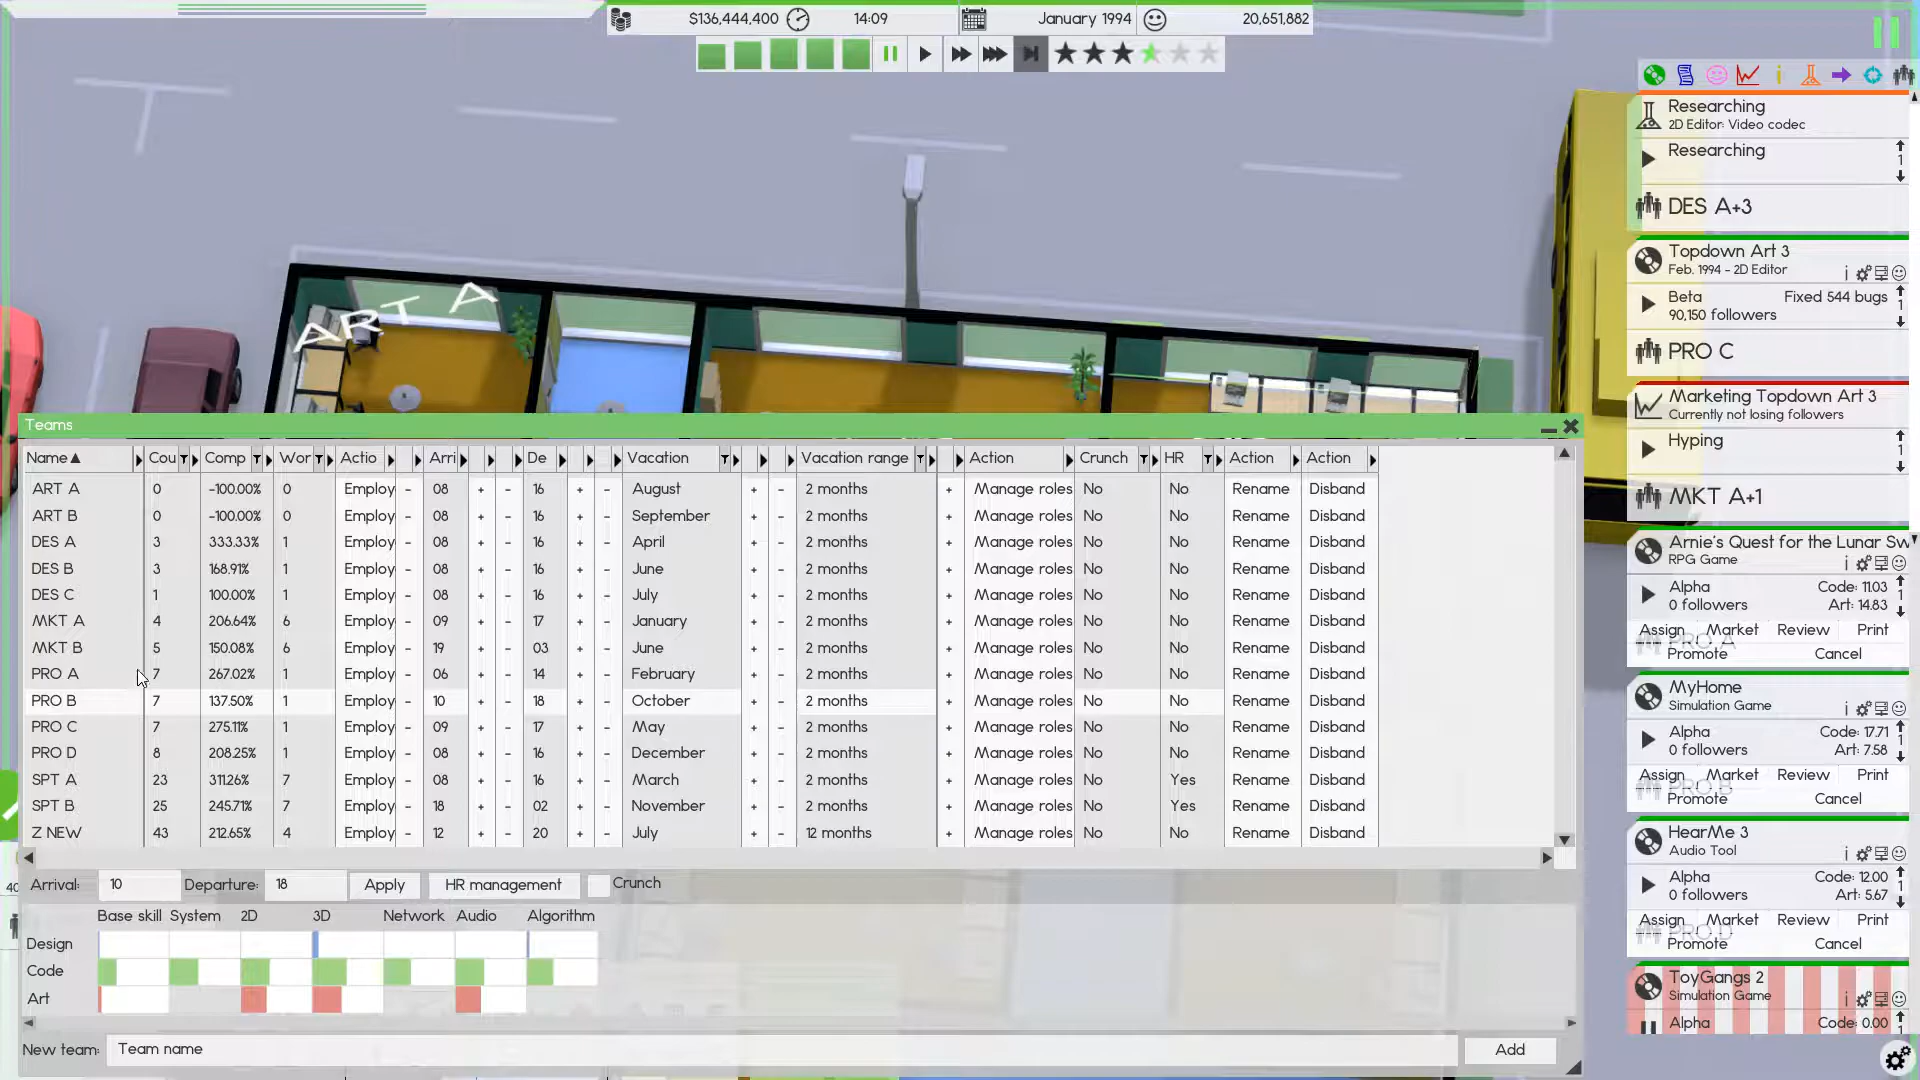 $136,444,400 14:09 January 1994 20,651,882
Researching
2D Editor: Video codec
Researching
1
DES A+3
Topdown Art 3
Feb. 1994 - 2D Editor
Beta Fixed 544 bugs
90,150 followers
1
PRO C
Marketing Topdown Art 3
Currently not losing followers
Hyping
1
MKT A+1
Arnie's Quest for the Lunar Sw
RPG Game
Alpha Code: 11.03
0 followers Art: 14.83
1
Assign Market Review Print
PRO A
Promote Cancel
MyHome
Simulation Game
Alpha Code: 17.71
0 followers Art: 7.58
1
Assign Market Review Print
PRO B
Promote Cancel
HearMe 3
Audio Tool
Alpha Code: 12.00
0 followers Art: 5.67
1
Assign Market Review Print
PRO D
Promote Cancel
ToyGangs 2
Simulation Game
Alpha Code: 0.00
ART A
Teams
Name Cou Comp Wor Actio Arri De Vacation Vacation range Action Crunch HR Action Action
ART A 0 -100.00% 0 Employ - 08 + - 16 + - August + - 2 months + Manage roles No No Rename Disband
ART B 0 -100.00% 0 Employ - 08 + - 16 + - September + - 2 months + Manage roles No No Rename Disband
DES A 3 333.33% 1 Employ - 08 + - 16 + - April + - 2 months + Manage roles No No Rename Disband
DES B 3 168.91% 1 Employ - 08 + - 16 + - June + - 2 months + Manage roles No No Rename Disband
DES C 1 100.00% 1 Employ - 08 + - 16 + - July + - 2 months + Manage roles No No Rename Disband
MKT A 4 206.64% 6 Employ - 09 + - 17 + - January + - 2 months + Manage roles No No Rename Disband
MKT B 5 150.08% 6 Employ - 19 + - 03 + - June + - 2 months + Manage roles No No Rename Disband
PRO A 7 267.02% 1 Employ - 06 + - 14 + - February + - 2 months + Manage roles No No Rename Disband
PRO B 7 137.50% 1 Employ - 10 + - 18 + - October + - 2 months + Manage roles No No Rename Disband
PRO C 7 275.11% 1 Employ - 09 + - 17 + - May + - 2 months + Manage roles No No Rename Disband
PRO D 8 208.25% 1 Employ - 08 + - 16 + - December + - 2 months + Manage roles No No Rename Disband
SPT A 23 311.26% 7 Employ - 08 + - 16 + - March + - 2 months + Manage roles No Yes Rename Disband
SPT B 25 245.71% 7 Employ - 18 + - 02 + - November + - 2 months + Manage roles No Yes Rename Disband
Z NEW 43 212.65% 4 Employ - 12 + - 20 + - July + - 12 months + Manage roles No No Rename Disband
40 Arrival: 10 Departure: 18 Apply HR management Crunch
Base skill System 2D 3D Network Audio Algorithm
Design
Code
Art
New team: Team name Add